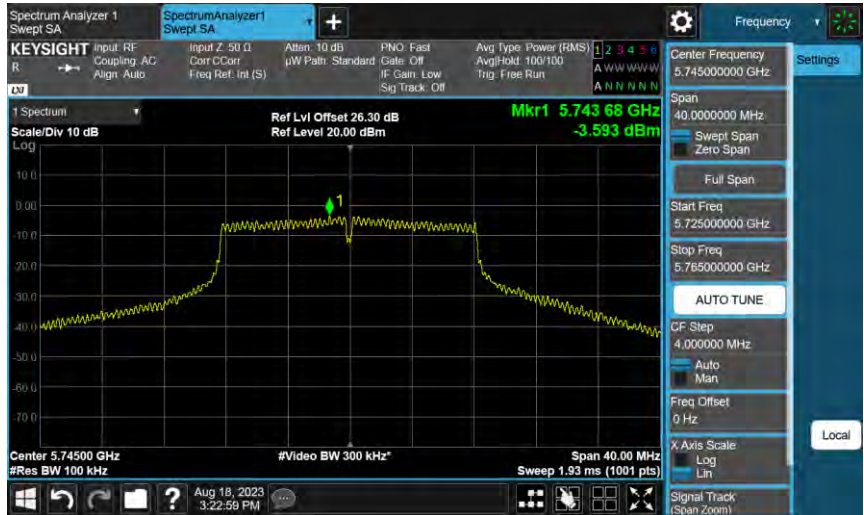 Spectrum Analyzer 1
Swept SA
SpectrumAnalyzer1
Swept SA
+
Frequency
KEYSIGHT
R
LXI
Input: RF
Coupling: AC
Align: Auto
Input Z: 50 Ω
Corr CCorr
Freq Ref: Int (S)
Atten: 10 dB
µW Path: Standard
PNO: Fast
Gate: Off
IF Gain: Low
Sig Track: Off
Avg Type: Power (RMS)
Avg|Hold: 100/100
Trig: Free Run
1 2 3 4 5 6
A W W W W W
A N N N N N
1 Spectrum
Scale/Div 10 dB
Log
Ref Lvl Offset 26.30 dB
Ref Level 20.00 dBm
Mkr1 5.743 68 GHz
-3.593 dBm
10.0
0.00
-10.0
-20.0
-30.0
-40.0
-50.0
-60.0
-70.0
1
Center 5.74500 GHz
#Res BW 100 kHz
#Video BW 300 kHz*
Span 40.00 MHz
Sweep 1.93 ms (1001 pts)
?
Aug 18, 2023
3:22:59 PM
Center Frequency
5.745000000 GHz
Span
40.0000000 MHz
Swept Span
Zero Span
Full Span
Start Freq
5.725000000 GHz
Stop Freq
5.765000000 GHz
AUTO TUNE
CF Step
4.000000 MHz
Auto
Man
Freq Offset
0 Hz
X Axis Scale
Log
Lin
Signal Track
(Span Zoom)
Settings
Local